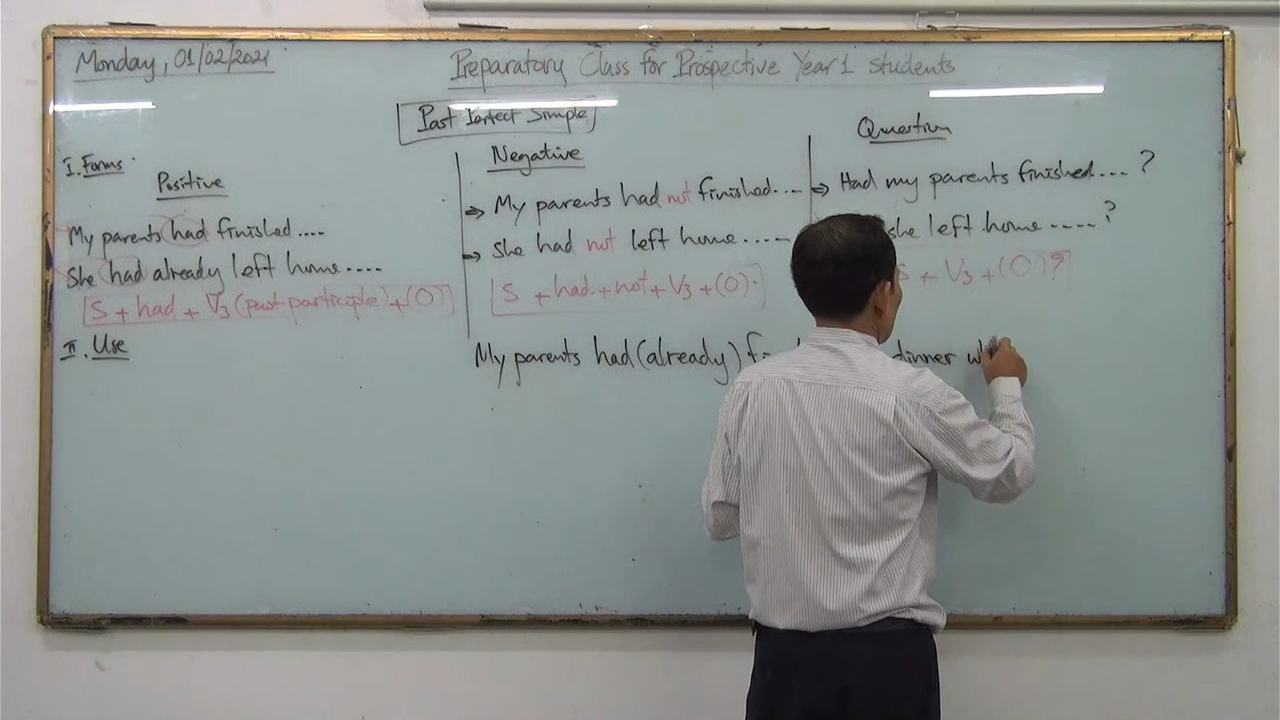 Monday, 01/02/2021
Preparatory Class for Prospective Year 1 students
Past Perfect Simple
I. Forms
Positive
My parents had finished ....
She had already left home ....
S + had + V3 (past participle) + (O)
Negative
⇒ My parents had not finished ....
⇒ She had not left home .....
S + had + not + V3 + (O).
Question
⇒ Had my parents finished .... ?
she left home ..... ?
S + V3 + (O) ?
II. Use
My parents had (already) dinner